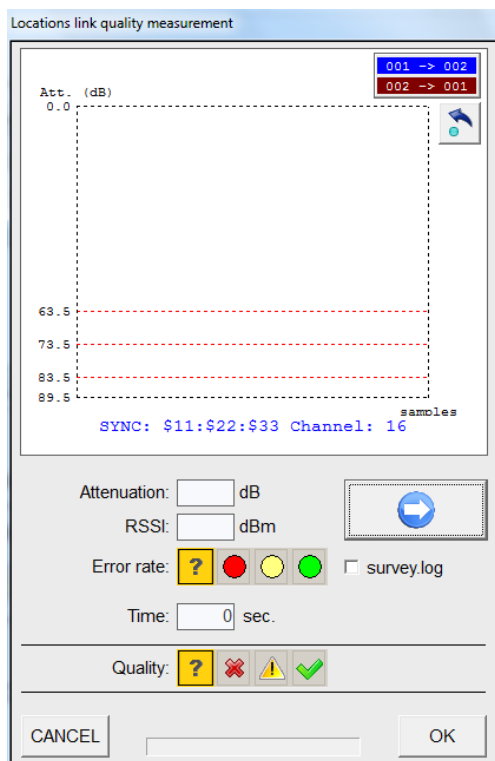 Locations link quality measurement
001 -> 002
002 -> 001
Att. (dB)
0.0
63.5
73.5
83.5
89.5
samples
SYNC: $11:$22:$33 Channel: 16
Attenuation: dB
RSSI: dBm
Error rate: ? survey.log
Time: 0 sec.
Quality: ?
CANCEL OK